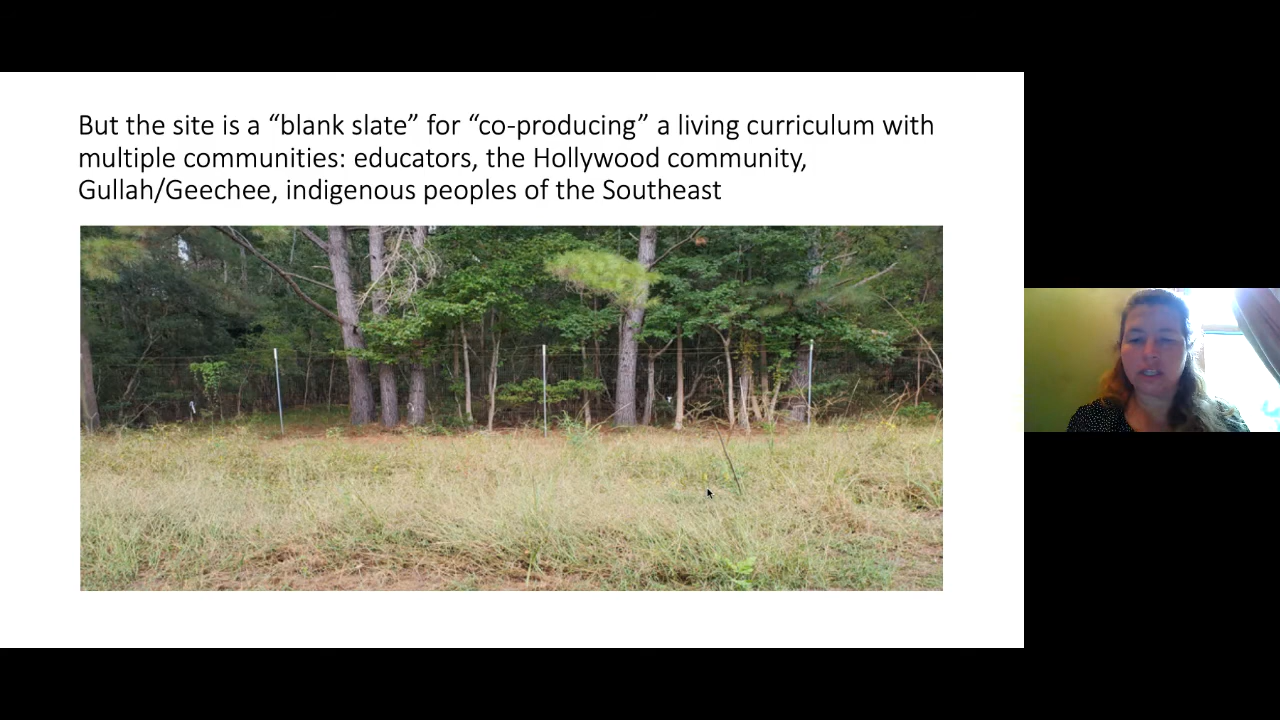 But the site is a “blank slate” for “co-producing” a living curriculum with
multiple communities: educators, the Hollywood community,
Gullah/Geechee, indigenous peoples of the Southeast